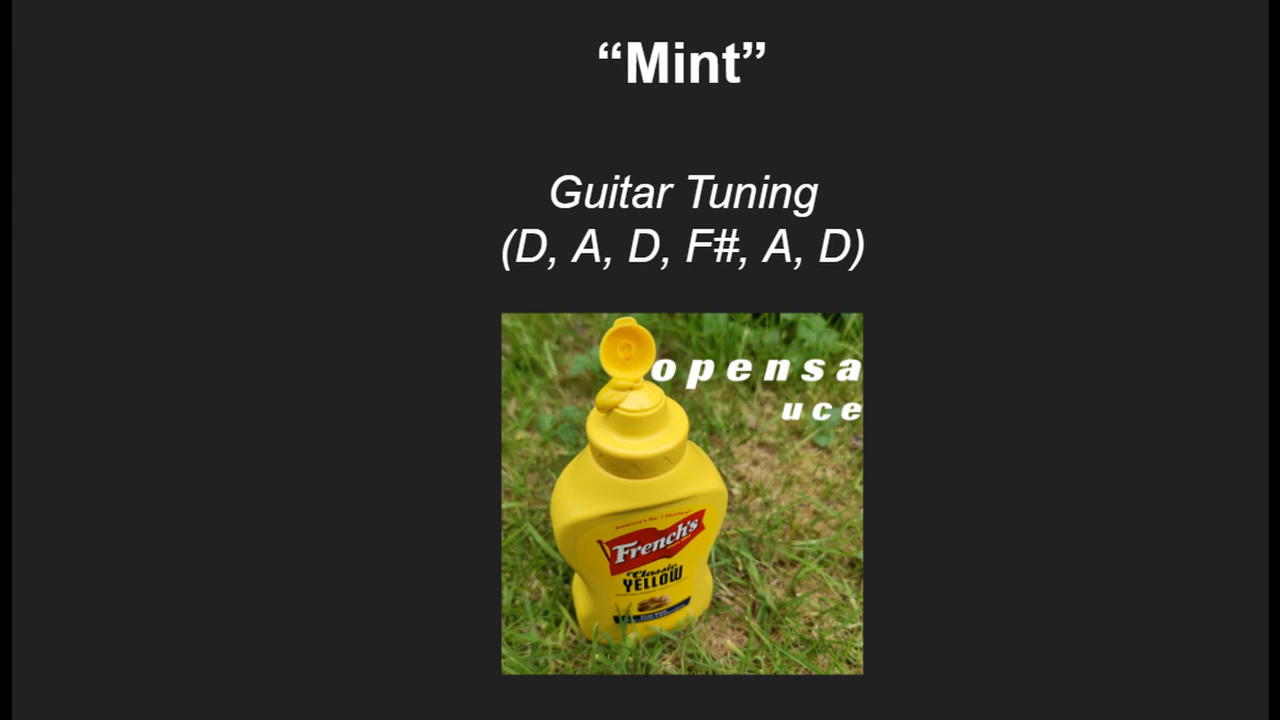 “Mint”
Guitar Tuning
(D, A, D, F#, A, D)
opensa
uce
French's
Classic
YELLOW